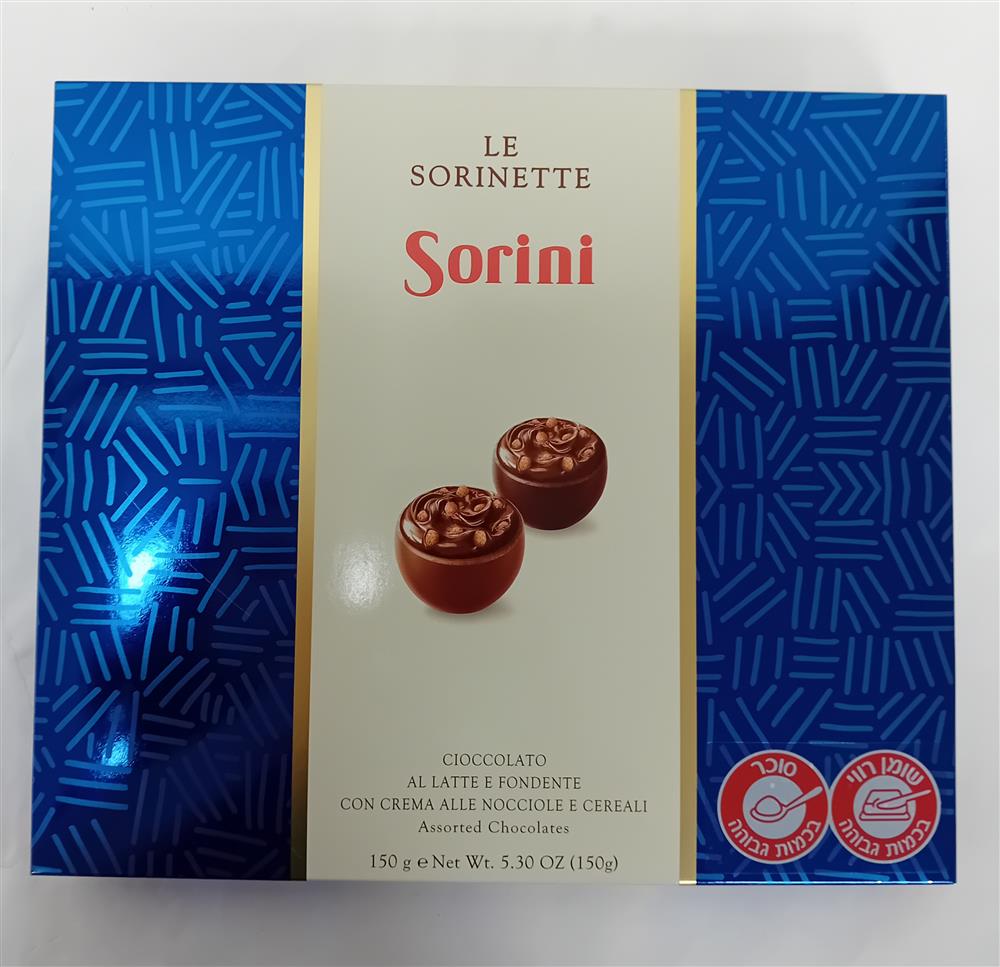 LE
SORINETTE
Sorini
CIOCCOLATO
AL LATTE E FONDENTE
CON CREMA ALLE NOCCIOLE E CEREALI
Assorted Chocolates
150 g ℮ Net Wt. 5.30 OZ (150g)
סוכר
בכמות גבוהה
שומן רווי
בכמות גבוהה